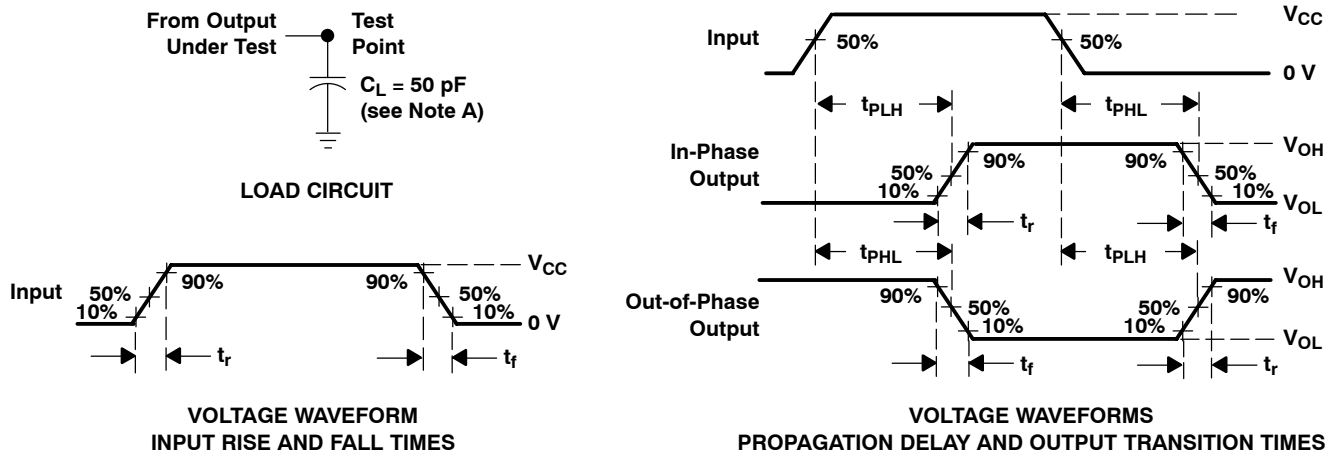 From Output
Under Test
Test
Point
C_L = 50 pF
(see Note A)
LOAD CIRCUIT
Input
10%
50%
90%
90%
50%
10%
V_CC
0 V
t_r
t_f
VOLTAGE WAVEFORM
INPUT RISE AND FALL TIMES
Input
50%
50%
V_CC
0 V
t_PLH
t_PHL
In-Phase
Output
10%
50%
90%
90%
50%
10%
V_OH
V_OL
t_r
t_f
t_PHL
t_PLH
Out-of-Phase
Output
90%
50%
10%
10%
50%
90%
V_OH
V_OL
t_f
t_r
VOLTAGE WAVEFORMS
PROPAGATION DELAY AND OUTPUT TRANSITION TIMES